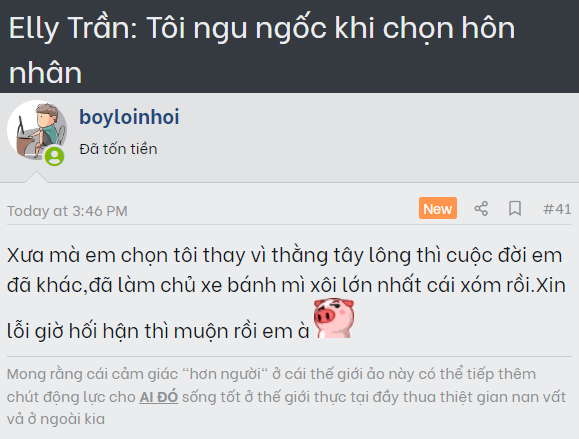 Elly Trần: Tôi ngu ngốc khi chọn hôn
nhân
boyloinhoi
Đã tốn tiền
Today at 3:46 PM
New
#41
Xưa mà em chọn tôi thay vì thằng tây lông thì cuộc đời em
đã khác,đã làm chủ xe bánh mì xôi lớn nhất cái xóm rồi.Xin
lỗi giờ hối hận thì muộn rồi em à
Mong rằng cái cảm giác "hơn người" ở cái thế giới ảo này có thể tiếp thêm
chút động lực cho AI ĐÓ sống tốt ở thế giới thực tại đầy thua thiệt gian nan vất
vả ở ngoài kia